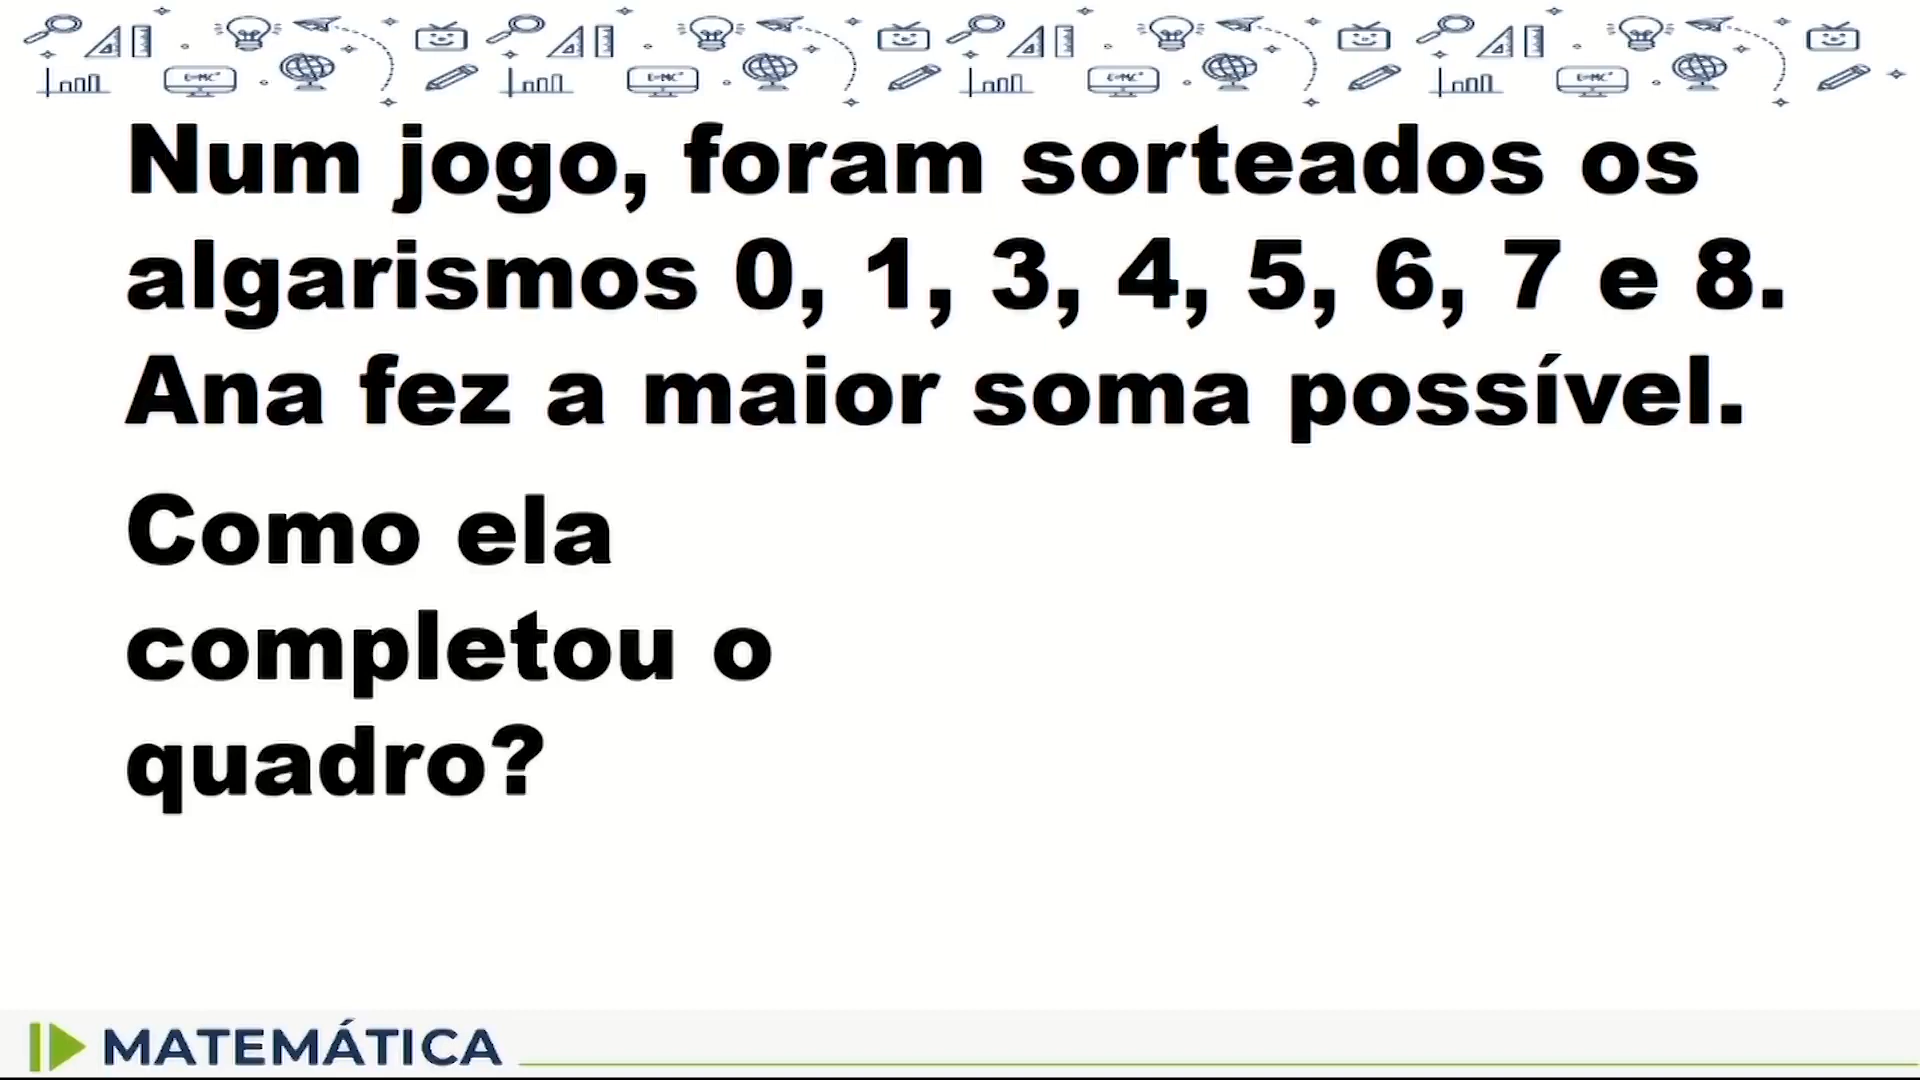 Num jogo, foram sorteados os
algarismos 0, 1, 3, 4, 5, 6, 7 e 8.
Ana fez a maior soma possível.
Como ela
completou o
quadro?
MATEMÁTICA